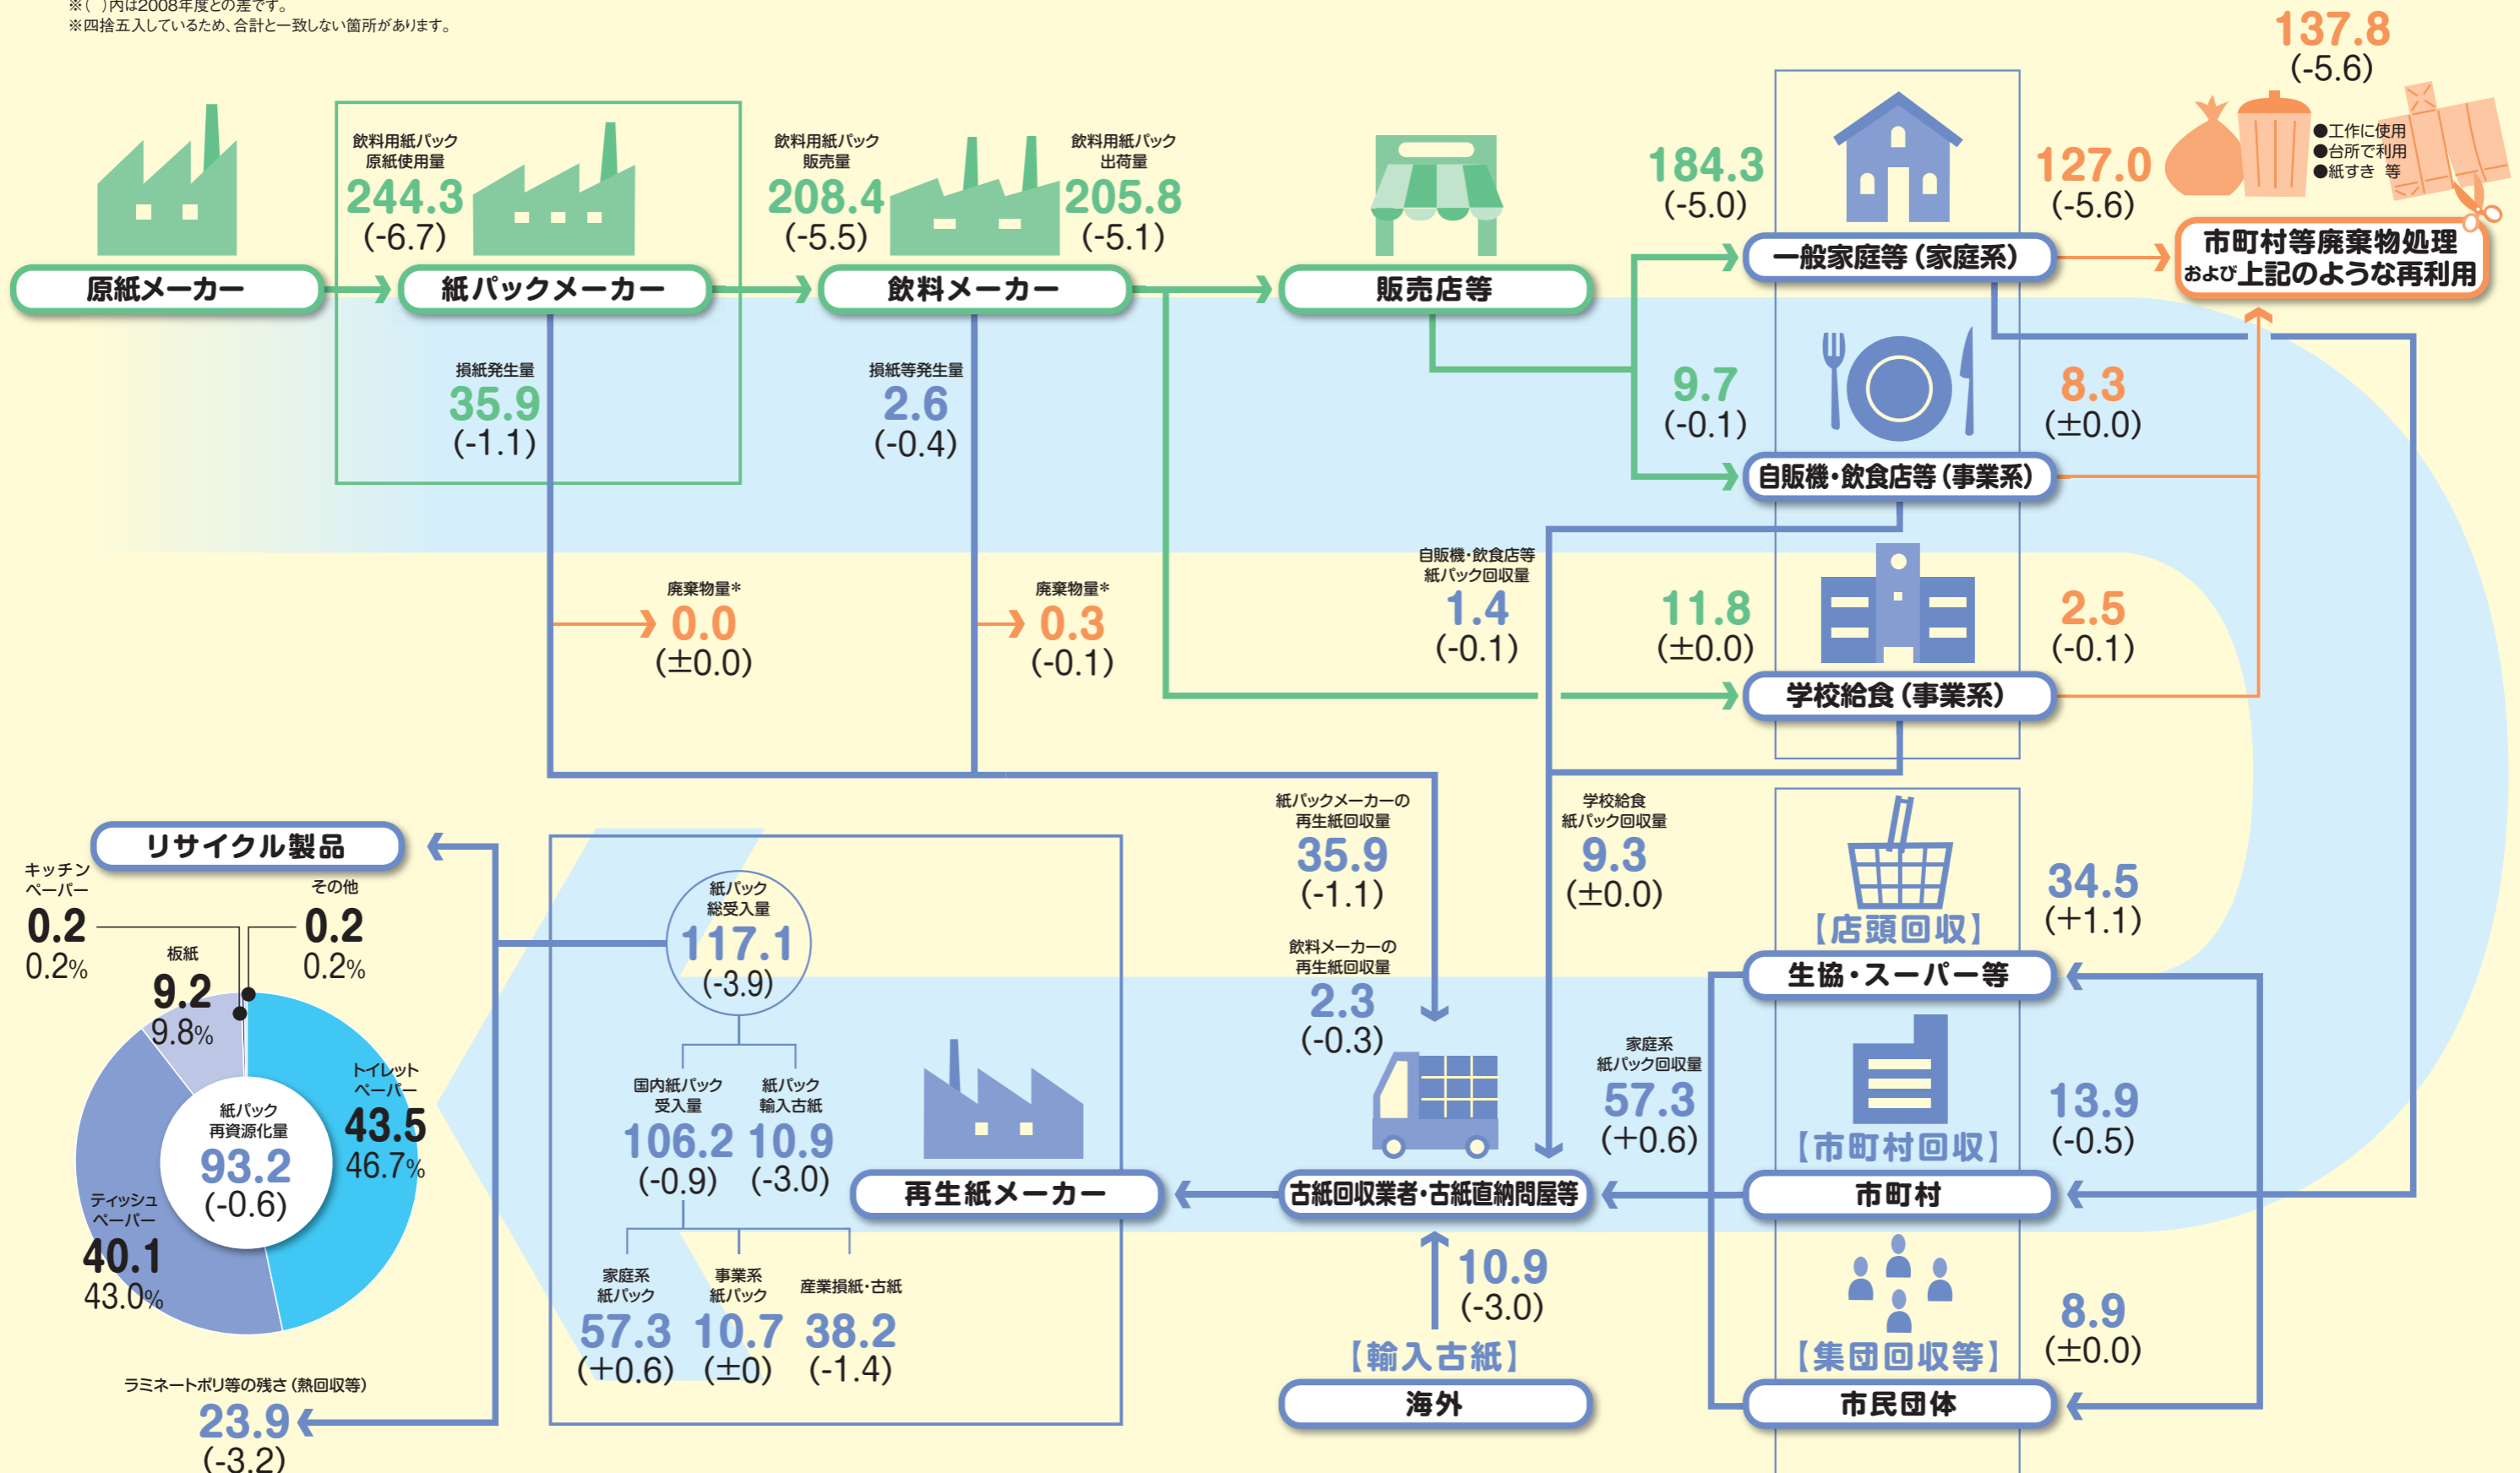 ※( )内は2008年度との差です。
※四捨五入しているため、合計と一致しない箇所があります。
137.8
(-5.6)
●工作に使用
●台所で利用
●紙すき 等
市町村等廃棄物処理
および上記のような再利用
原紙メーカー
飲料用紙パック
原紙使用量
244.3
(-6.7)
紙パックメーカー
損紙発生量
35.9
(-1.1)
飲料用紙パック
販売量
208.4
(-5.5)
飲料メーカー
飲料用紙パック
出荷量
205.8
(-5.1)
損紙等発生量
2.6
(-0.4)
販売店等
184.3
(-5.0)
一般家庭等(家庭系)
127.0
(-5.6)
9.7
(-0.1)
自販機・飲食店等(事業系)
8.3
(±0.0)
廃棄物量*
0.0
(±0.0)
廃棄物量*
0.3
(-0.1)
自販機・飲食店等
紙パック回収量
1.4
(-0.1)
11.8
(±0.0)
学校給食(事業系)
2.5
(-0.1)
紙パックメーカーの
再生紙回収量
35.9
(-1.1)
飲料メーカーの
再生紙回収量
2.3
(-0.3)
学校給食
紙パック回収量
9.3
(±0.0)
【店頭回収】
生協・スーパー等
34.5
(+1.1)
家庭系
紙パック回収量
57.3
(+0.6)
【市町村回収】
市町村
13.9
(-0.5)
【集団回収等】
市民団体
8.9
(±0.0)
古紙回収業者・古紙直納問屋等
10.9
(-3.0)
【輸入古紙】
海外
再生紙メーカー
紙パック
総受入量
117.1
(-3.9)
国内紙パック
受入量
106.2
(-0.9)
紙パック
輸入古紙
10.9
(-3.0)
家庭系
紙パック
57.3
(+0.6)
事業系
紙パック
10.7
(±0)
産業損紙・古紙
38.2
(-1.4)
リサイクル製品
キッチン
ペーパー
0.2
0.2%
その他
0.2
0.2%
板紙
9.2
9.8%
トイレット
ペーパー
43.5
46.7%
紙パック
再資源化量
93.2
(-0.6)
ティッシュ
ペーパー
40.1
43.0%
ラミネートポリ等の残さ(熱回収等)
23.9
(-3.2)